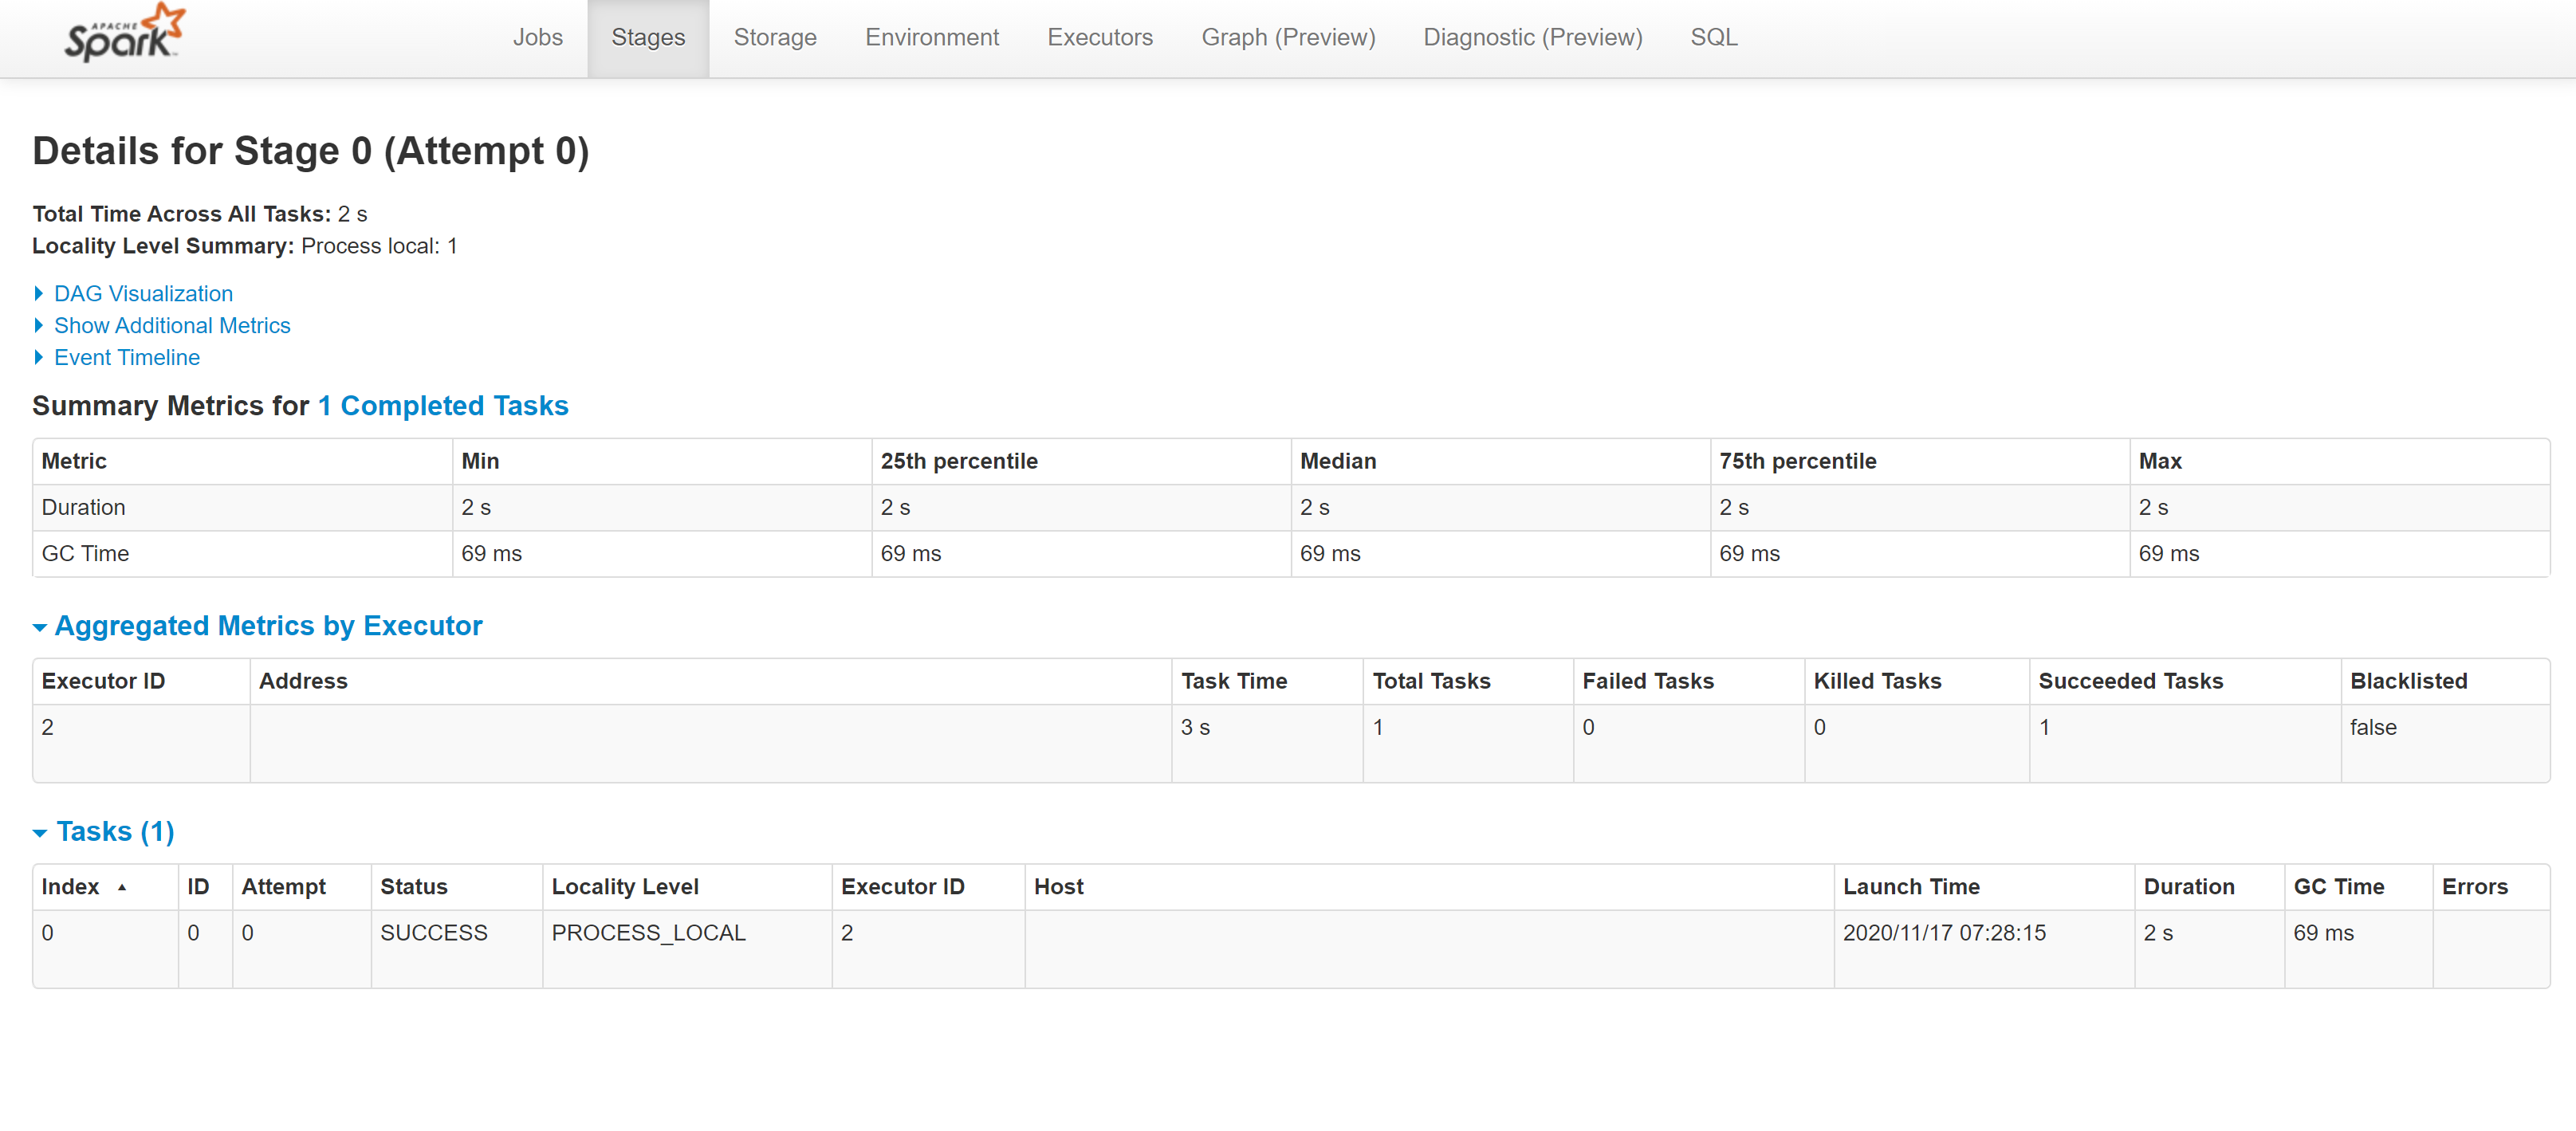 APACHE
Spark™
Jobs Stages Storage Environment Executors Graph (Preview) Diagnostic (Preview) SQL
Details for Stage 0 (Attempt 0)
Total Time Across All Tasks: 2 s
Locality Level Summary: Process local: 1
DAG Visualization
Show Additional Metrics
Event Timeline
Summary Metrics for 1 Completed Tasks
Metric Min 25th percentile Median 75th percentile Max
Duration 2 s 2 s 2 s 2 s 2 s
GC Time 69 ms 69 ms 69 ms 69 ms 69 ms
Aggregated Metrics by Executor
Executor ID Address Task Time Total Tasks Failed Tasks Killed Tasks Succeeded Tasks Blacklisted
2 3 s 1 0 0 1 false
Tasks (1)
Index ID Attempt Status Locality Level Executor ID Host Launch Time Duration GC Time Errors
0 0 0 SUCCESS PROCESS_LOCAL 2 2020/11/17 07:28:15 2 s 69 ms